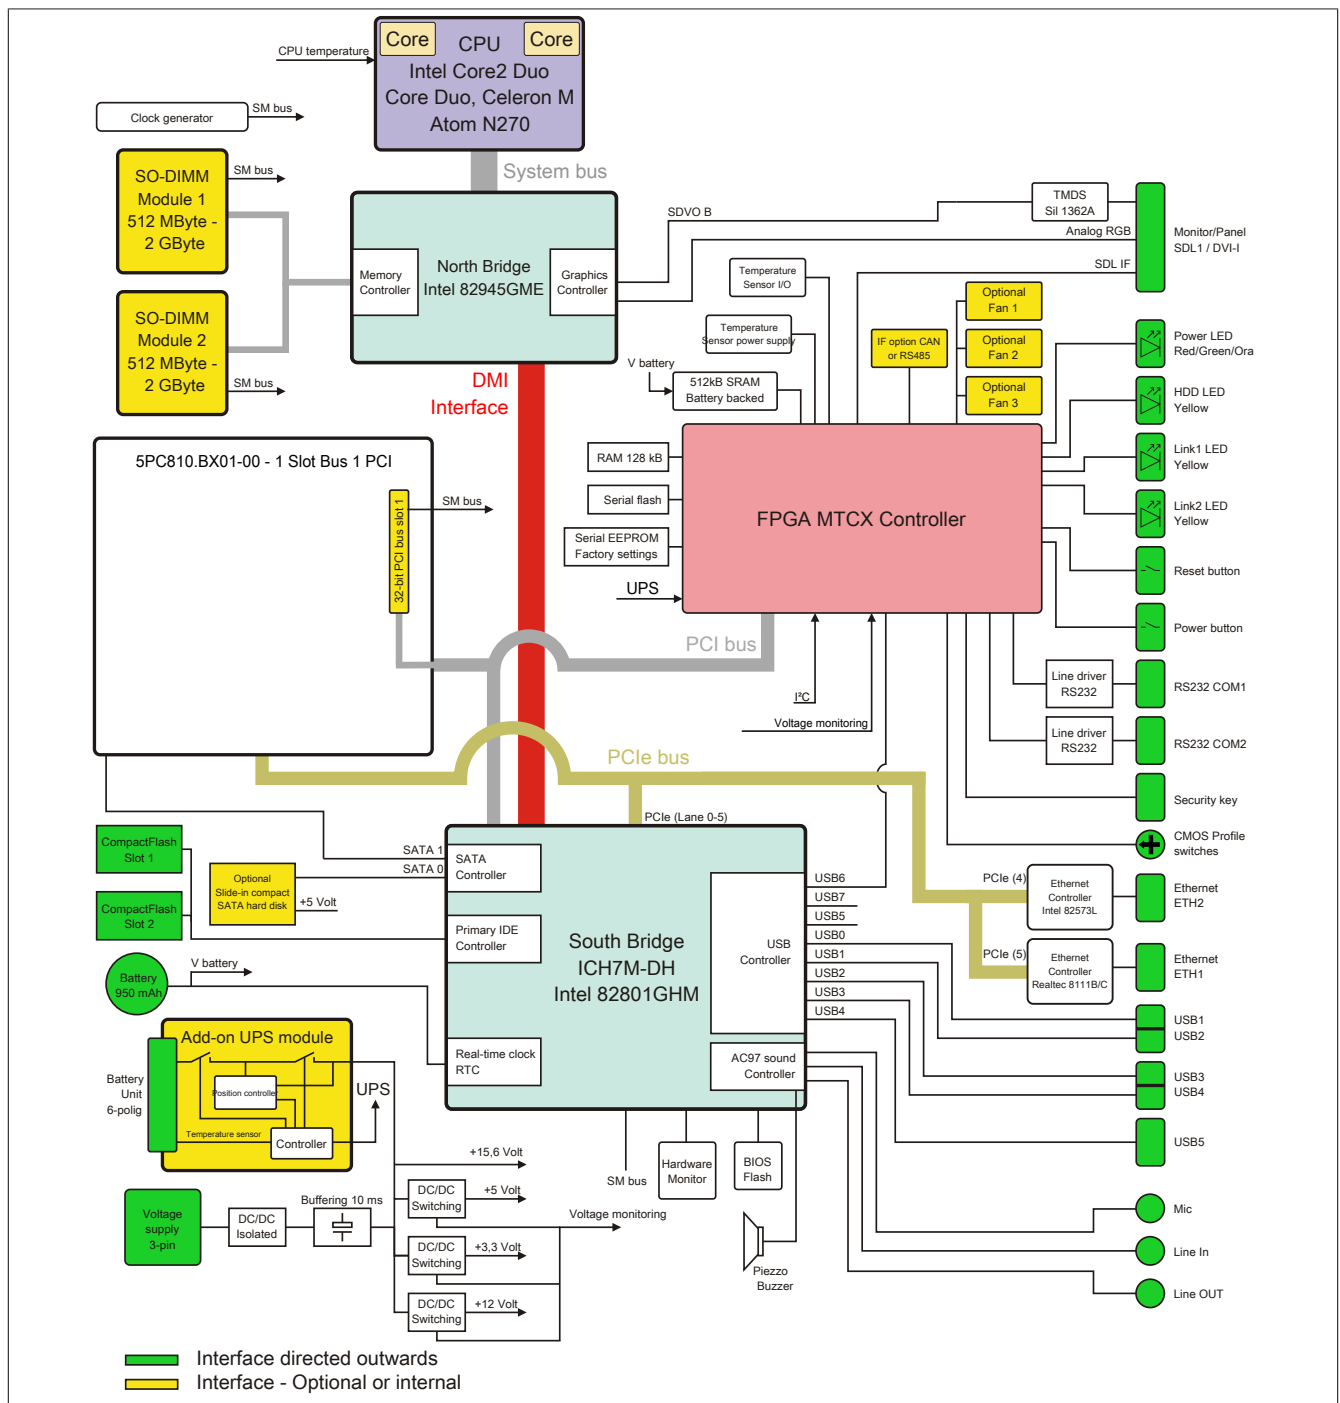 Core
CPU
Core
Intel Core2 Duo
Core Duo, Celeron M
Atom N270
CPU temperature
Clock generator
SM bus
System bus
SO-DIMM
Module 1
512 MByte -
2 GByte
SM bus
SO-DIMM
Module 2
512 MByte -
2 GByte
SM bus
Memory
Controller
North Bridge
Intel 82945GME
Graphics
Controller
SDVO B
TMDS
Sil 1362A
Analog RGB
SDL IF
Monitor/Panel
SDL1 / DVI-I
Temperature
Sensor I/O
Temperature
Sensor power supply
V battery
512kB SRAM
Battery backed
IF option CAN
or RS485
Optional
Fan 1
Optional
Fan 2
Optional
Fan 3
Power LED
Red/Green/Ora
HDD LED
Yellow
Link1 LED
Yellow
Link2 LED
Yellow
Reset button
Power button
DMI
Interface
5PC810.BX01-00 - 1 Slot Bus 1 PCI
32-bit PCI bus slot 1
SM bus
RAM 128 kB
Serial flash
Serial EEPROM
Factory settings
UPS
FPGA MTCX Controller
PCI bus
I²C
Voltage monitoring
Line driver
RS232
RS232 COM1
Line driver
RS232
RS232 COM2
Security key
CMOS Profile
switches
PCIe bus
PCIe (Lane 0-5)
CompactFlash
Slot 1
CompactFlash
Slot 2
Optional
Slide-in compact
SATA hard disk
+5 Volt
SATA 1
SATA 0
SATA
Controller
Primary IDE
Controller
South Bridge
ICH7M-DH
Intel 82801GHM
USB
Controller
USB6
USB7
USB5
USB0
USB1
USB2
USB3
USB4
PCIe (4)
Ethernet
Controller
Intel 82573L
Ethernet
ETH2
PCIe (5)
Ethernet
Controller
Realtec 8111B/C
Ethernet
ETH1
USB1
USB2
USB3
USB4
USB5
Battery
950 mAh
V battery
Real-time clock
RTC
AC97 sound
Controller
Add-on UPS module
Battery
Unit
6-polig
Position controller
Temperature sensor
Controller
UPS
SM bus
Hardware
Monitor
BIOS
Flash
Piezzo
Buzzer
Mic
Line In
Line OUT
+15,6 Volt
Voltage
supply
3-pin
DC/DC
Isolated
Buffering 10 ms
DC/DC
Switching
+5 Volt
Voltage monitoring
DC/DC
Switching
+3,3 Volt
DC/DC
Switching
+12 Volt
Interface directed outwards
Interface - Optional or internal